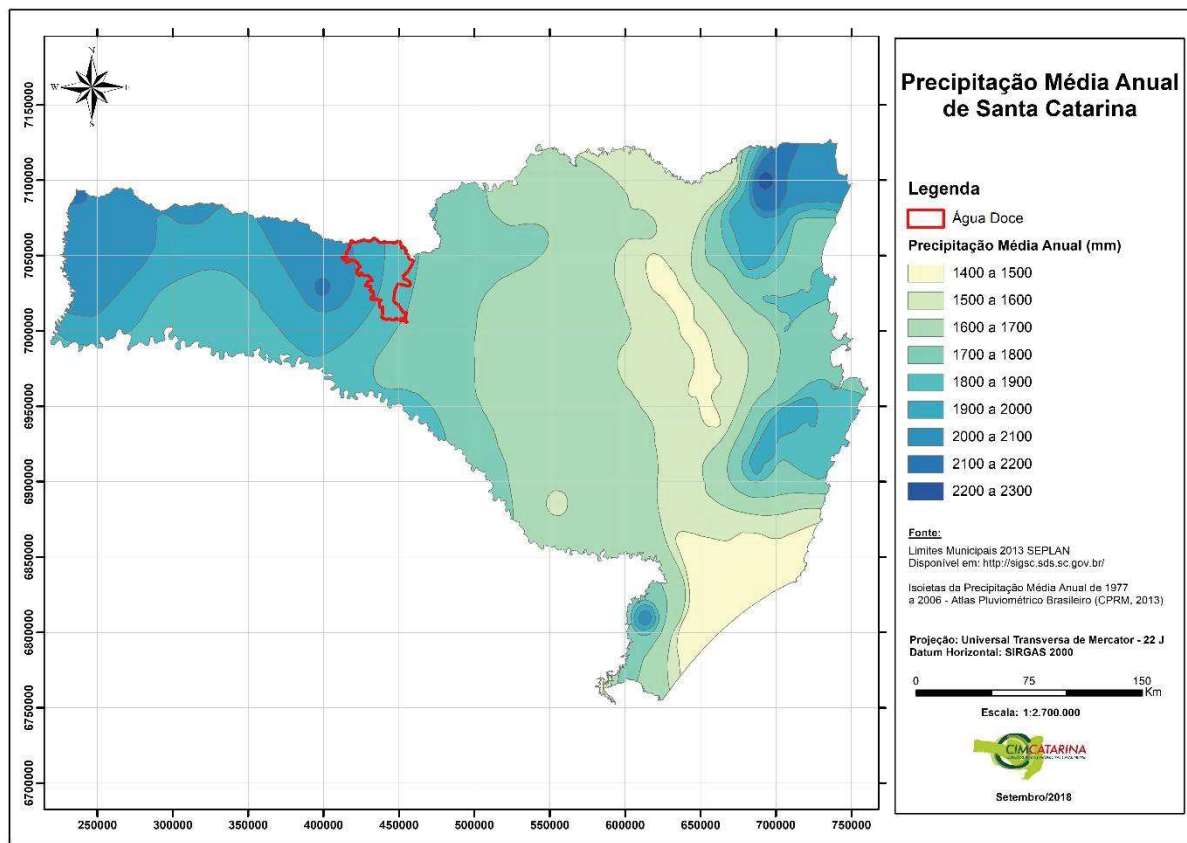 Precipitação Média Anual
de Santa Catarina
Legenda
Água Doce
Precipitação Média Anual (mm)
1400 a 1500
1500 a 1600
1600 a 1700
1700 a 1800
1800 a 1900
1900 a 2000
2000 a 2100
2100 a 2200
2200 a 2300
Fonte:
Limites Municipais 2013 SEPLAN
Disponível em: http://sigsc.sds.sc.gov.br/
Isoietas da Precipitação Média Anual de 1977
a 2006 - Atlas Pluviométrico Brasileiro (CPRM, 2013)
Projeção: Universal Transversa de Mercator - 22 J
Datum Horizontal: SIRGAS 2000
0 75 150
Km
Escala: 1:2.700.000
CIMCATARINA
Setembro/2018
N
W E
S
7150000
7100000
7050000
7000000
6950000
6900000
6850000
6800000
6750000
6700000
250000 300000 350000 400000 450000 500000 550000 600000 650000 700000 750000